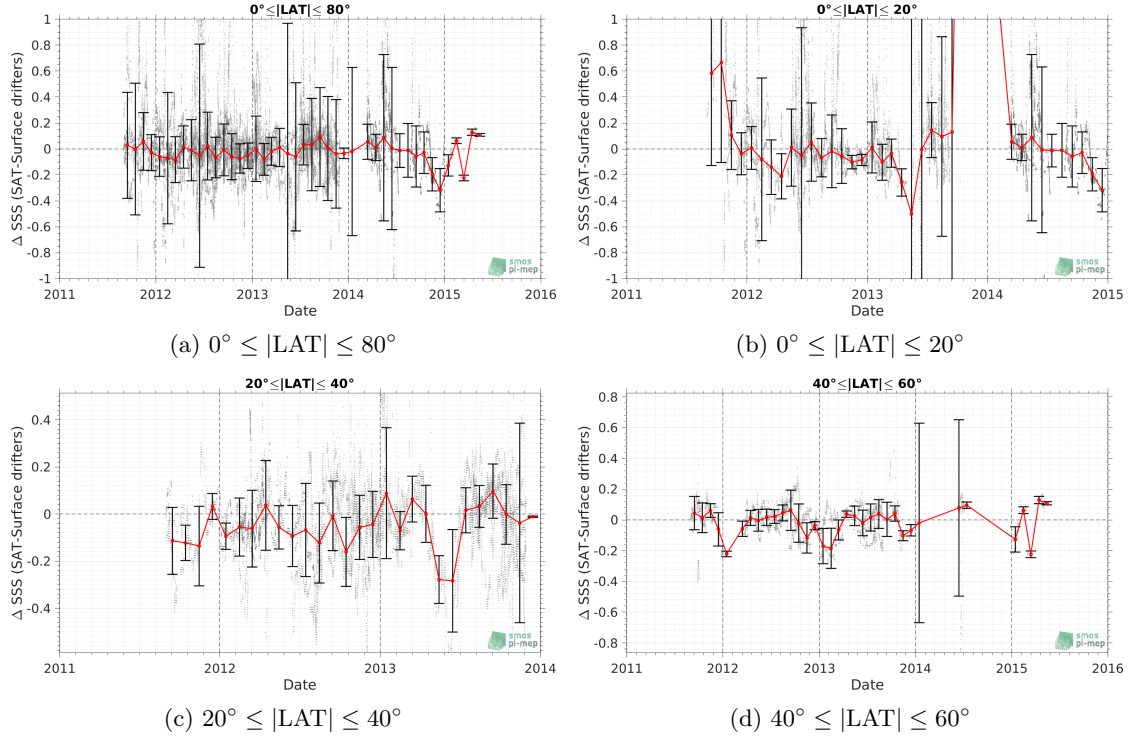 0°≤|LAT|≤ 80°
Δ SSS (SAT-Surface drifters)
1
0.8
0.6
0.4
0.2
0
-0.2
-0.4
-0.6
-0.8
-1
smos
pi-mep
2011 2012 2013 2014 2015 2016
Date
(a) 0° ≤ |LAT| ≤ 80°
0°≤|LAT|≤ 20°
Δ SSS (SAT-Surface drifters)
1
0.8
0.6
0.4
0.2
0
-0.2
-0.4
-0.6
-0.8
-1
smos
pi-mep
2011 2012 2013 2014 2015
Date
(b) 0° ≤ |LAT| ≤ 20°
20°≤|LAT|≤ 40°
Δ SSS (SAT-Surface drifters)
0.4
0.2
0
-0.2
-0.4
smos
pi-mep
2011 2012 2013 2014
Date
(c) 20° ≤ |LAT| ≤ 40°
40°≤|LAT|≤ 60°
Δ SSS (SAT-Surface drifters)
0.8
0.6
0.4
0.2
0
-0.2
-0.4
-0.6
-0.8
smos
pi-mep
2011 2012 2013 2014 2015 2016
Date
(d) 40° ≤ |LAT| ≤ 60°